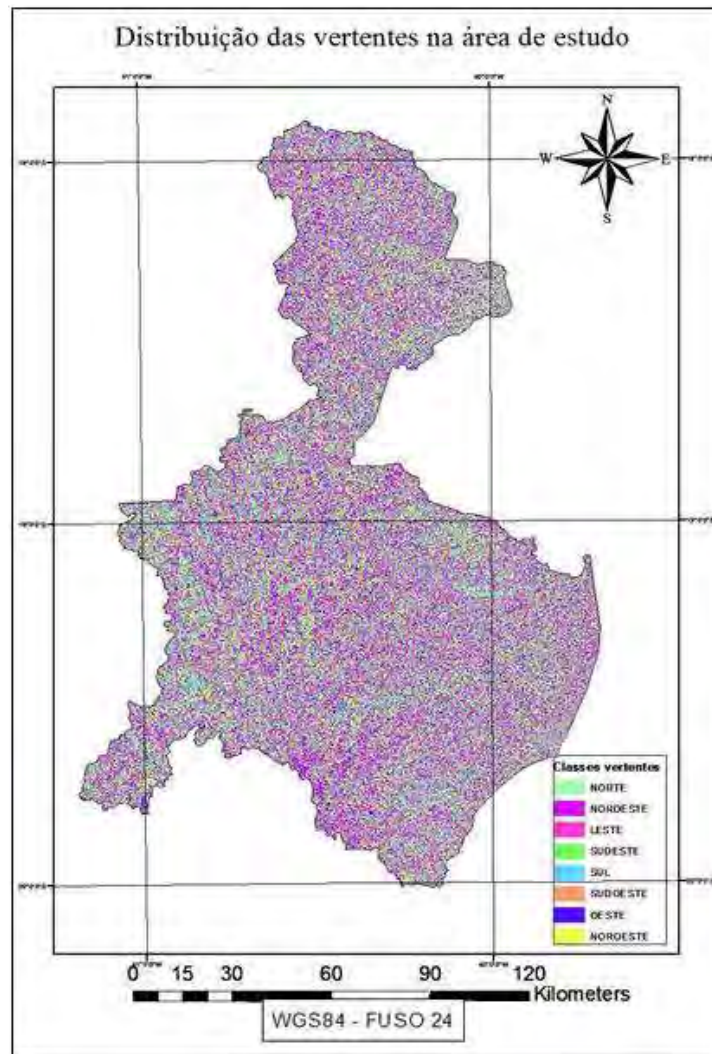 Distribuição das vertentes na área de estudo
N
W
E
S
Classes vertentes
NORTE
NORDESTE
LESTE
SUDESTE
SUL
SUDOESTE
OESTE
NOROESTE
0 15 30 60 90 120
Kilometers
WGS84 - FUSO 24